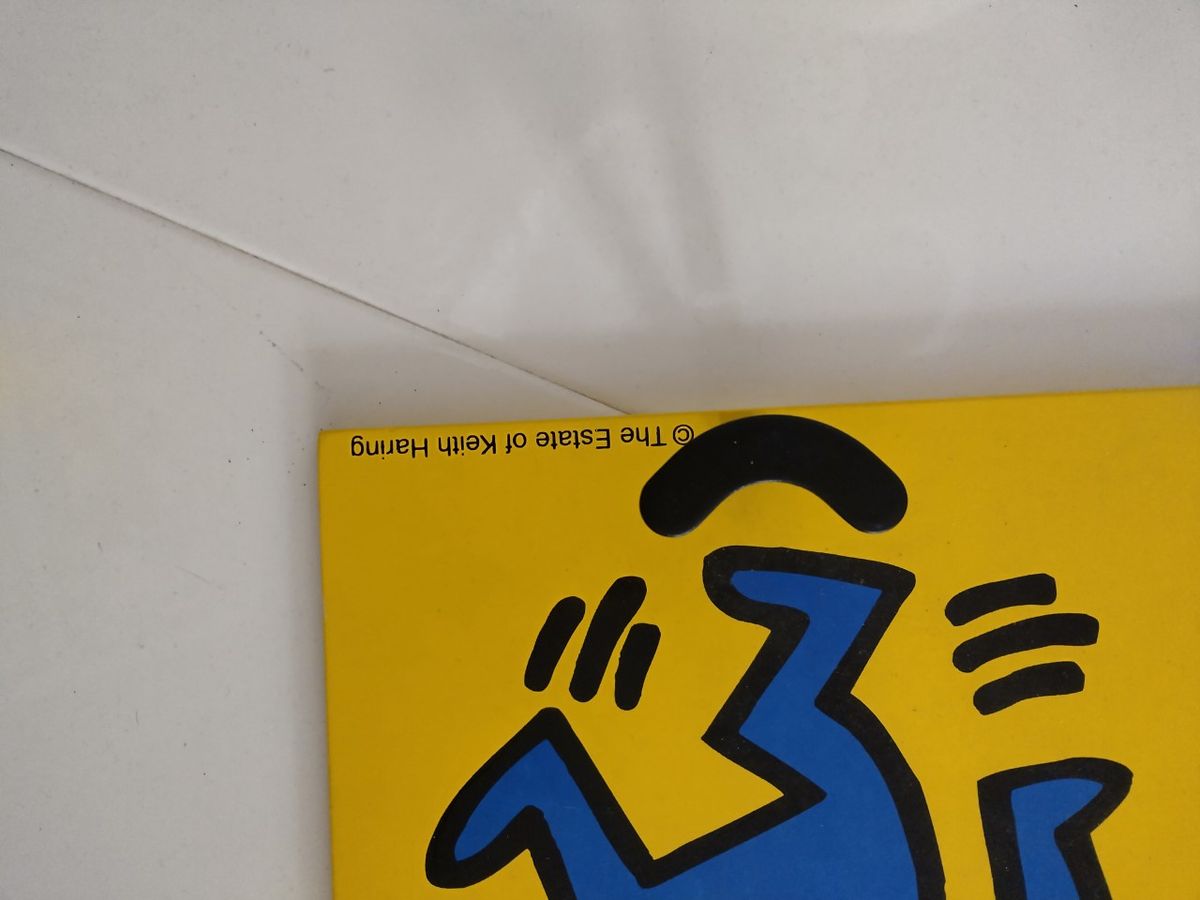 © The Estate of Keith Haring